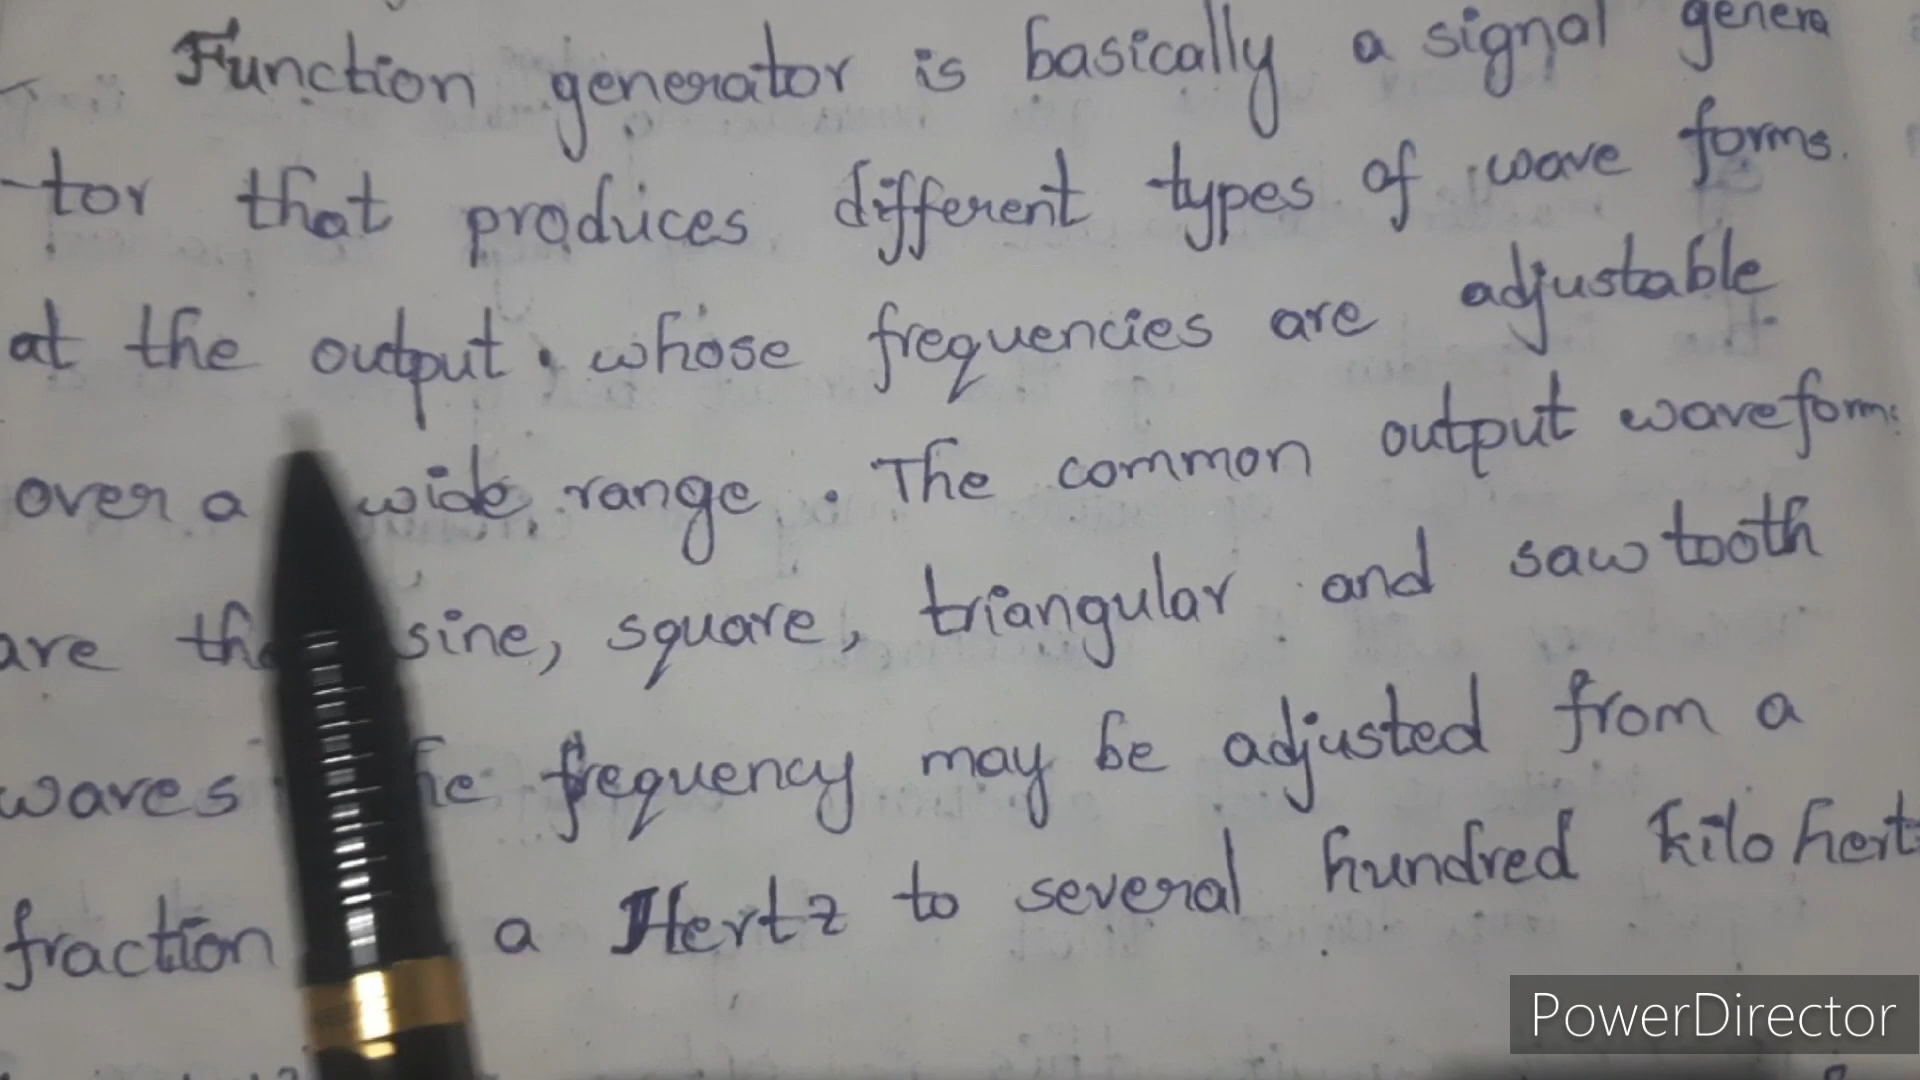 Function generator is basically a signal genera
-tor that produces different types of wave forms.
at the output. whose frequencies are adjustable
over a wide range. The common output waveforms
are the sine, square, triangular and saw tooth
waves he frequency may be adjusted from a
fraction a Hertz to several hundred kilo hert
PowerDirector